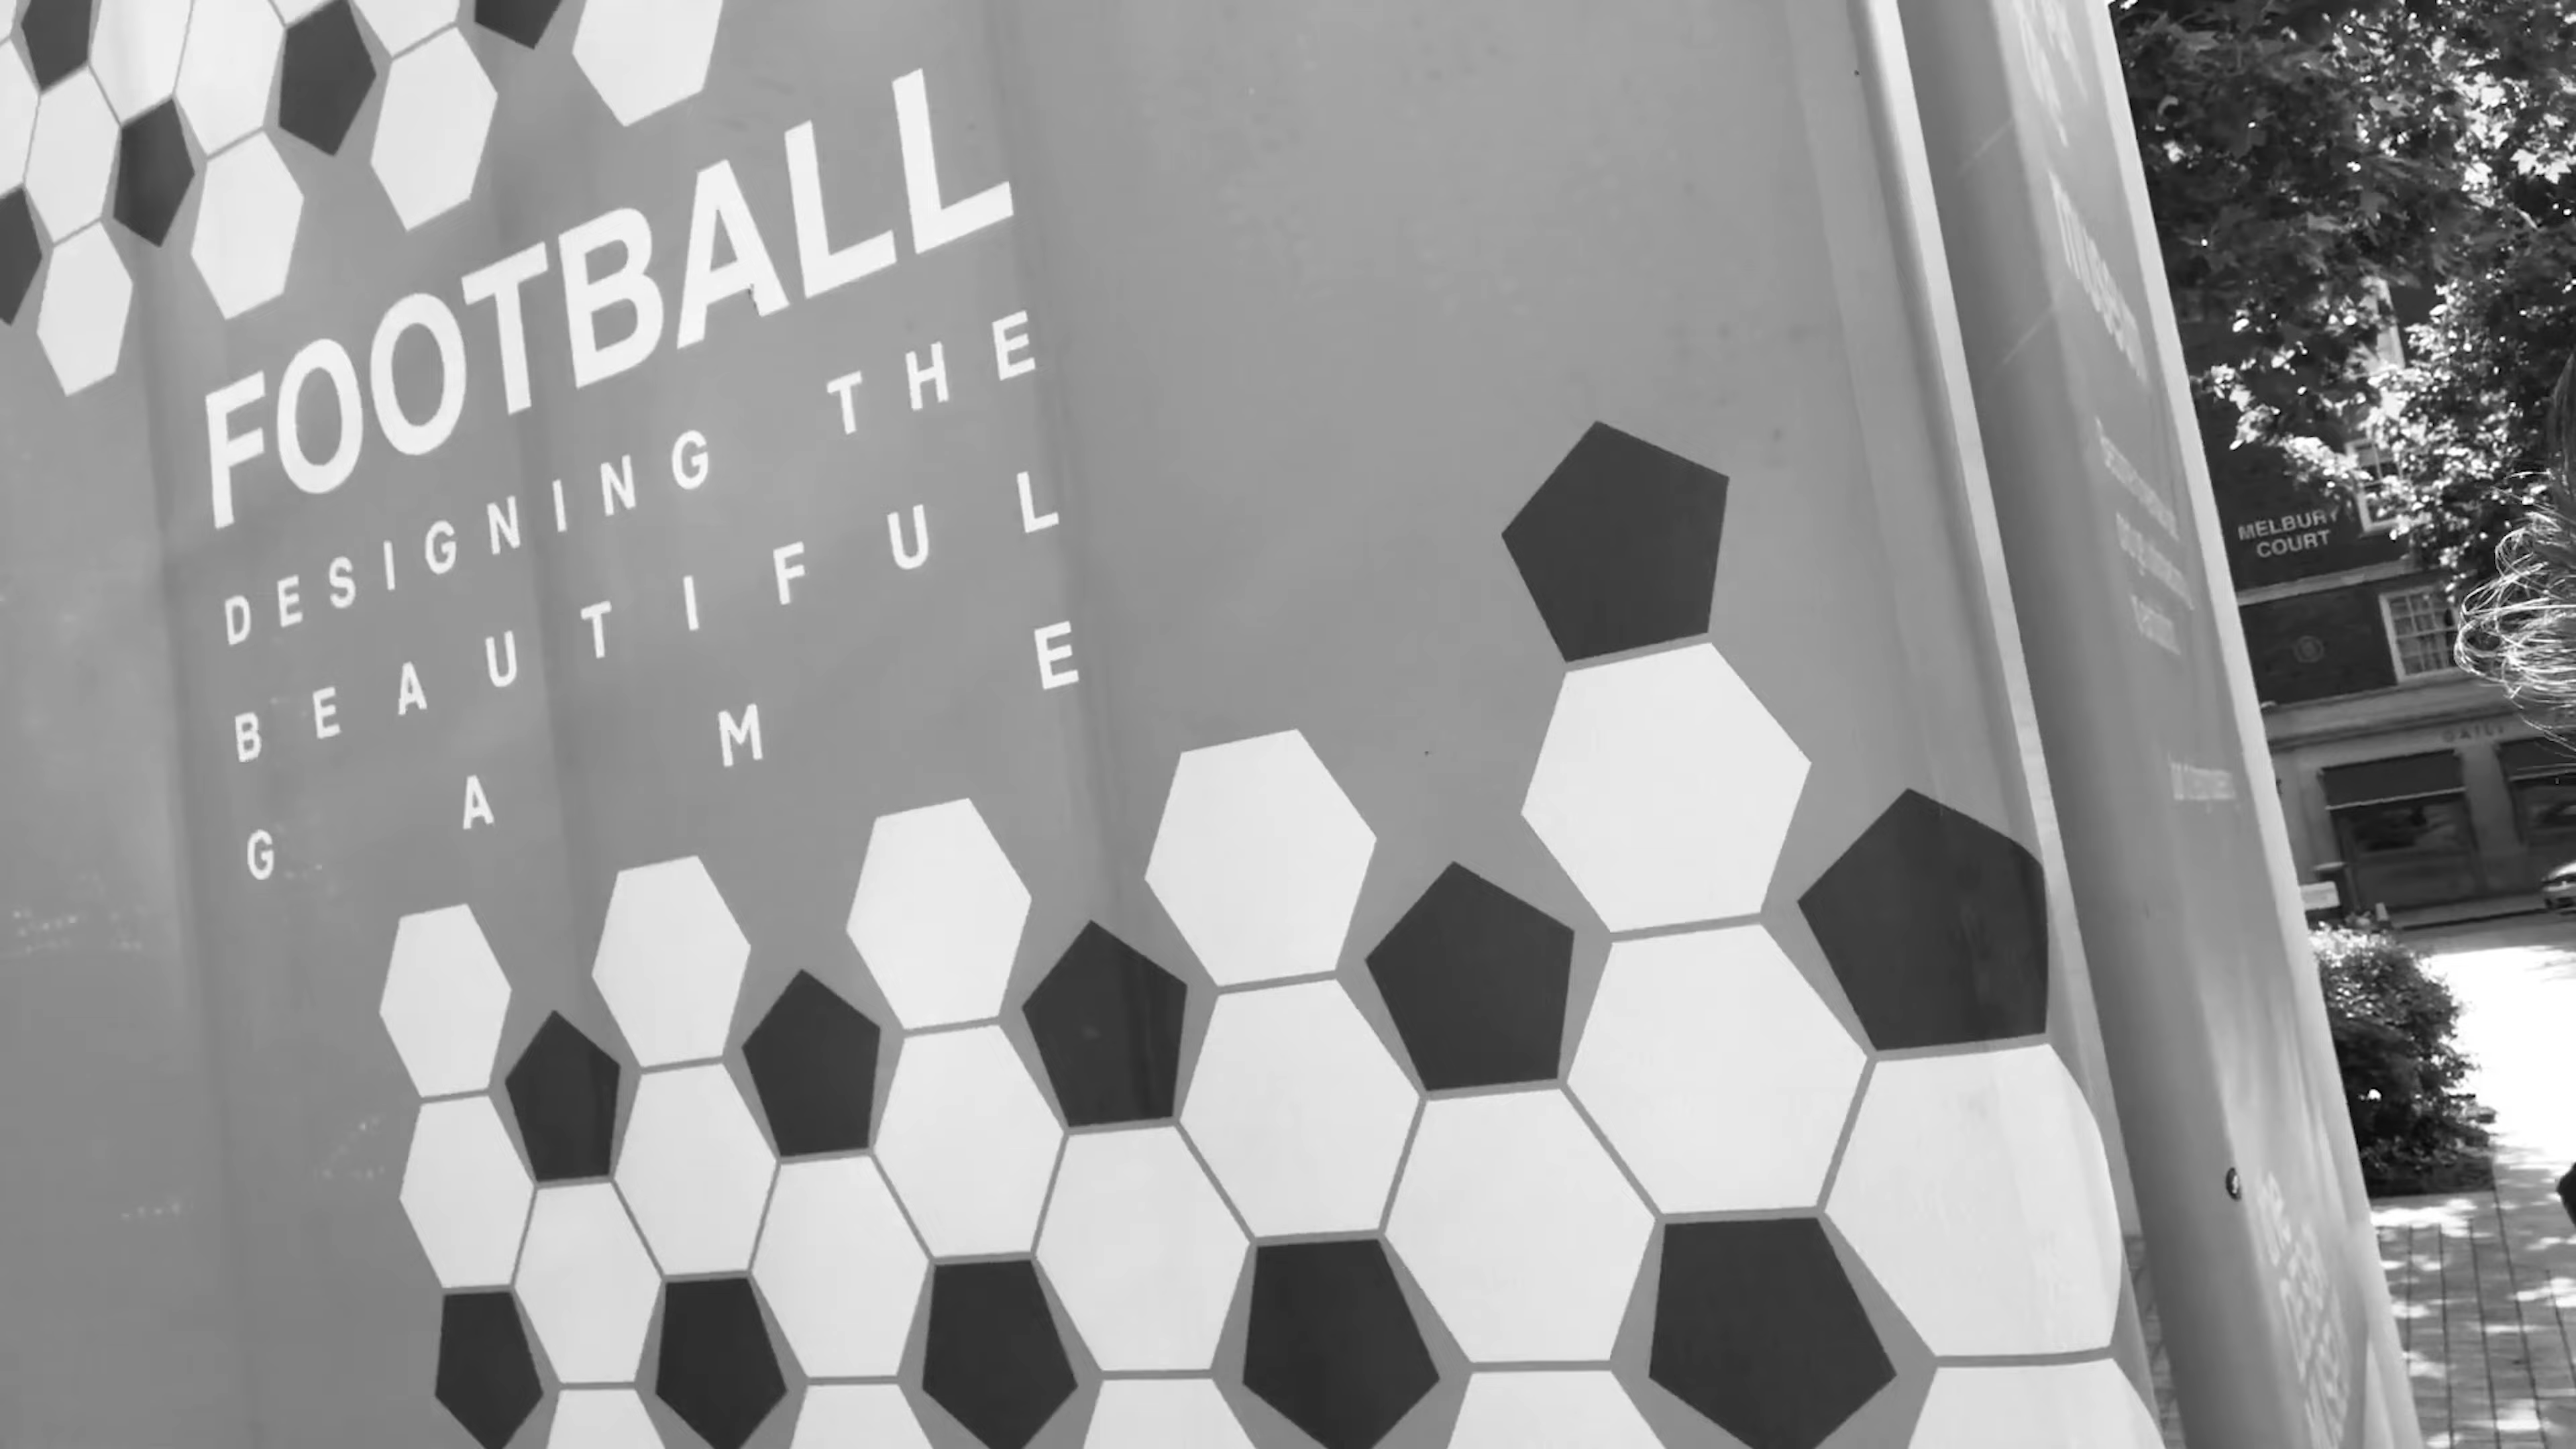 FOOTBALL
DESIGNING THE
BEAUTIFUL
GAME
MELBURY
COURT